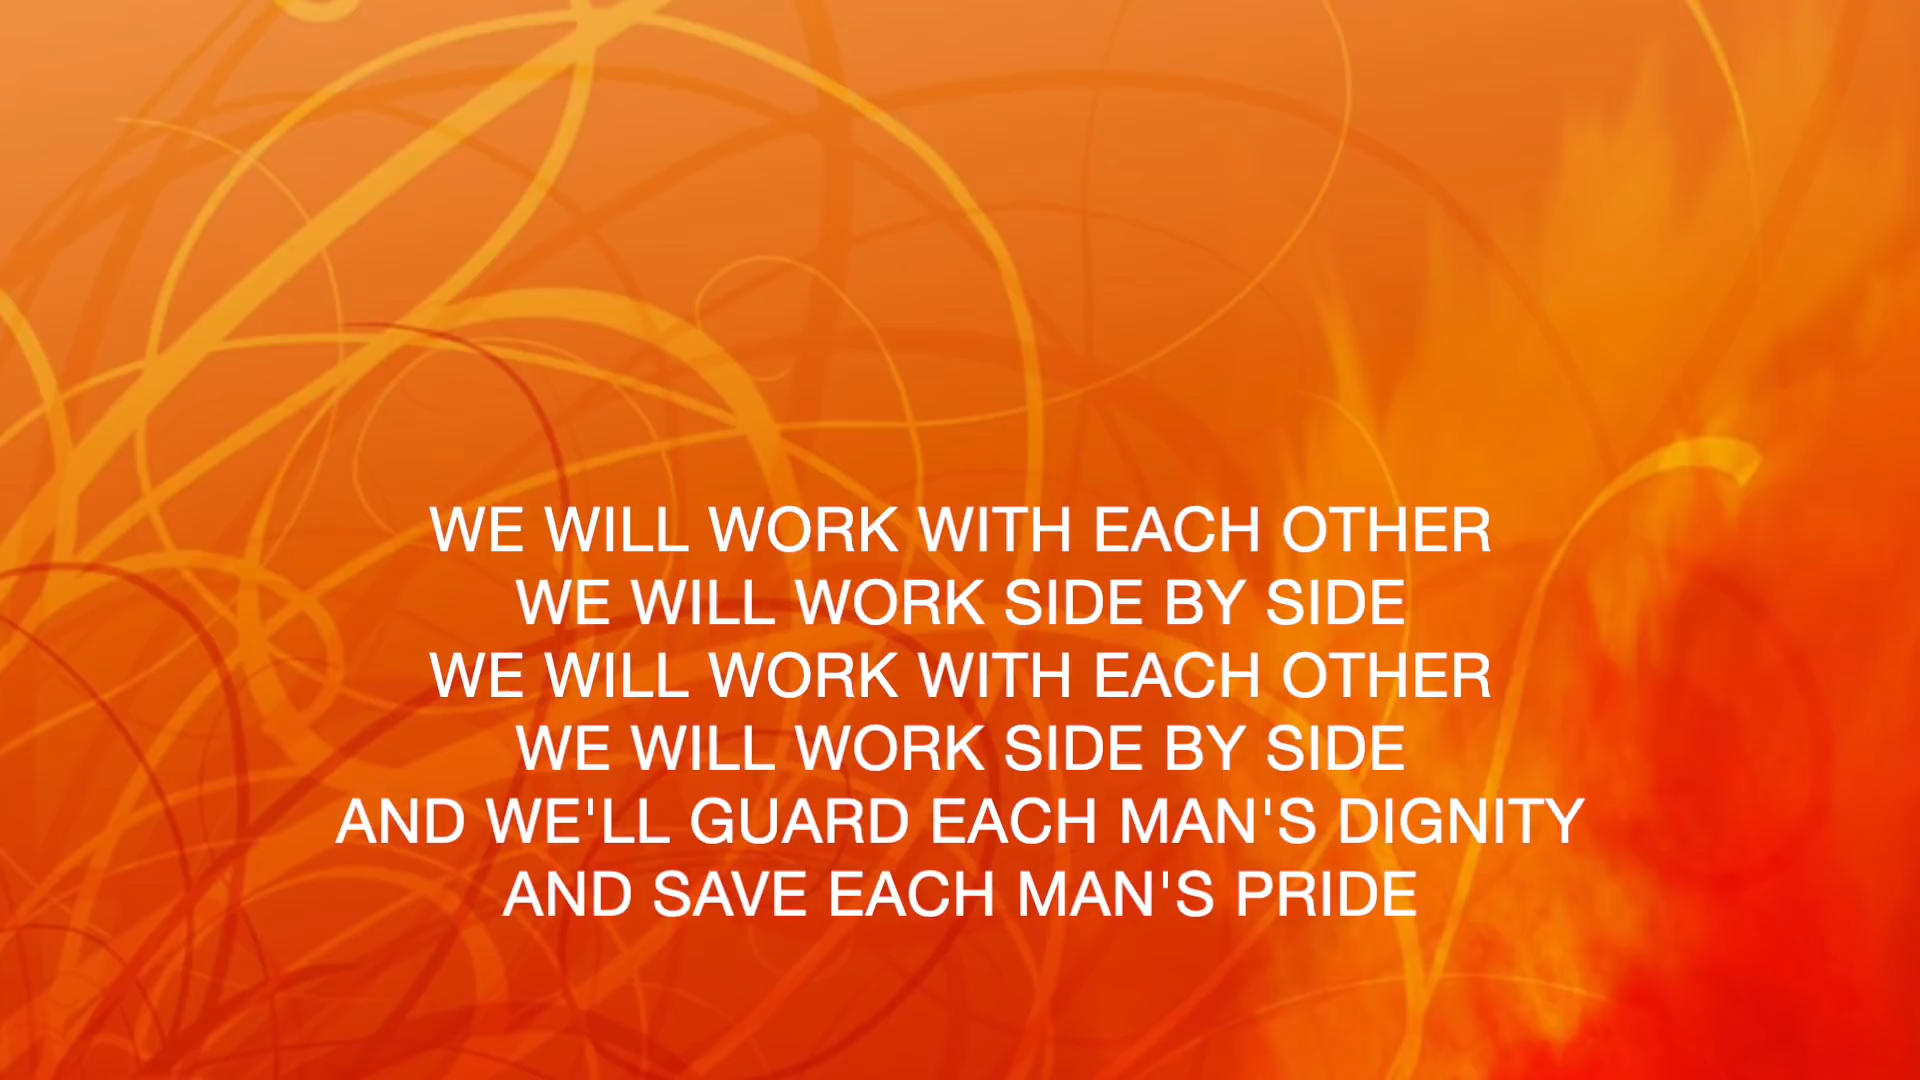 WE WILL WORK WITH EACH OTHER
WE WILL WORK SIDE BY SIDE
WE WILL WORK WITH EACH OTHER
WE WILL WORK SIDE BY SIDE
AND WE'LL GUARD EACH MAN'S DIGNITY
AND SAVE EACH MAN'S PRIDE